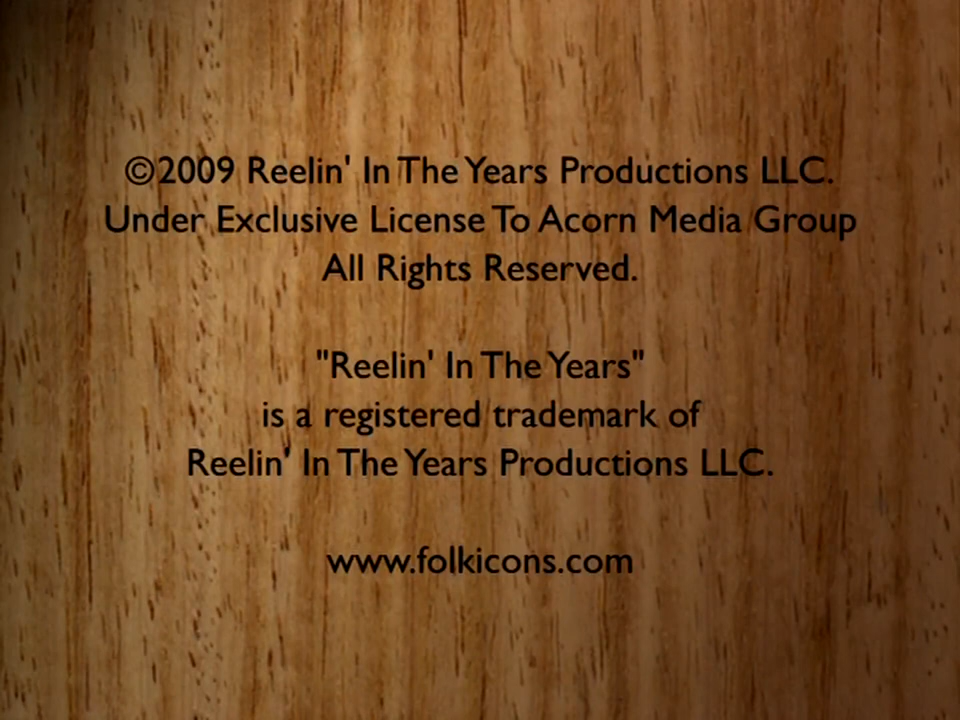 ©2009 Reelin' In The Years Productions LLC.
Under Exclusive License To Acorn Media Group
All Rights Reserved.
"Reelin' In The Years"
is a registered trademark of
Reelin' In The Years Productions LLC.
www.folkicons.com